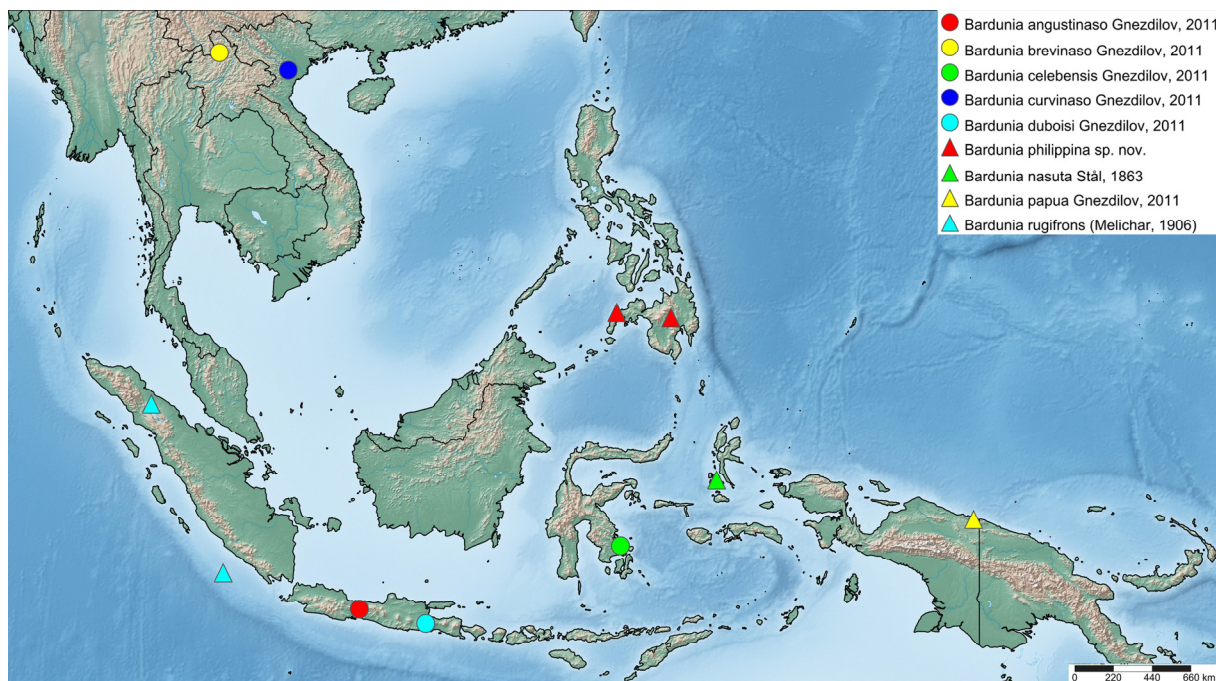 Bardunia angustinaso Gnezdilov, 2011
Bardunia brevinaso Gnezdilov, 2011
Bardunia celebensis Gnezdilov, 2011
Bardunia curvinaso Gnezdilov, 2011
Bardunia duboisi Gnezdilov, 2011
Bardunia philippina sp. nov.
Bardunia nasuta Stål, 1863
Bardunia papua Gnezdilov, 2011
Bardunia rugifrons (Melichar, 1906)
0 220 440 660 km